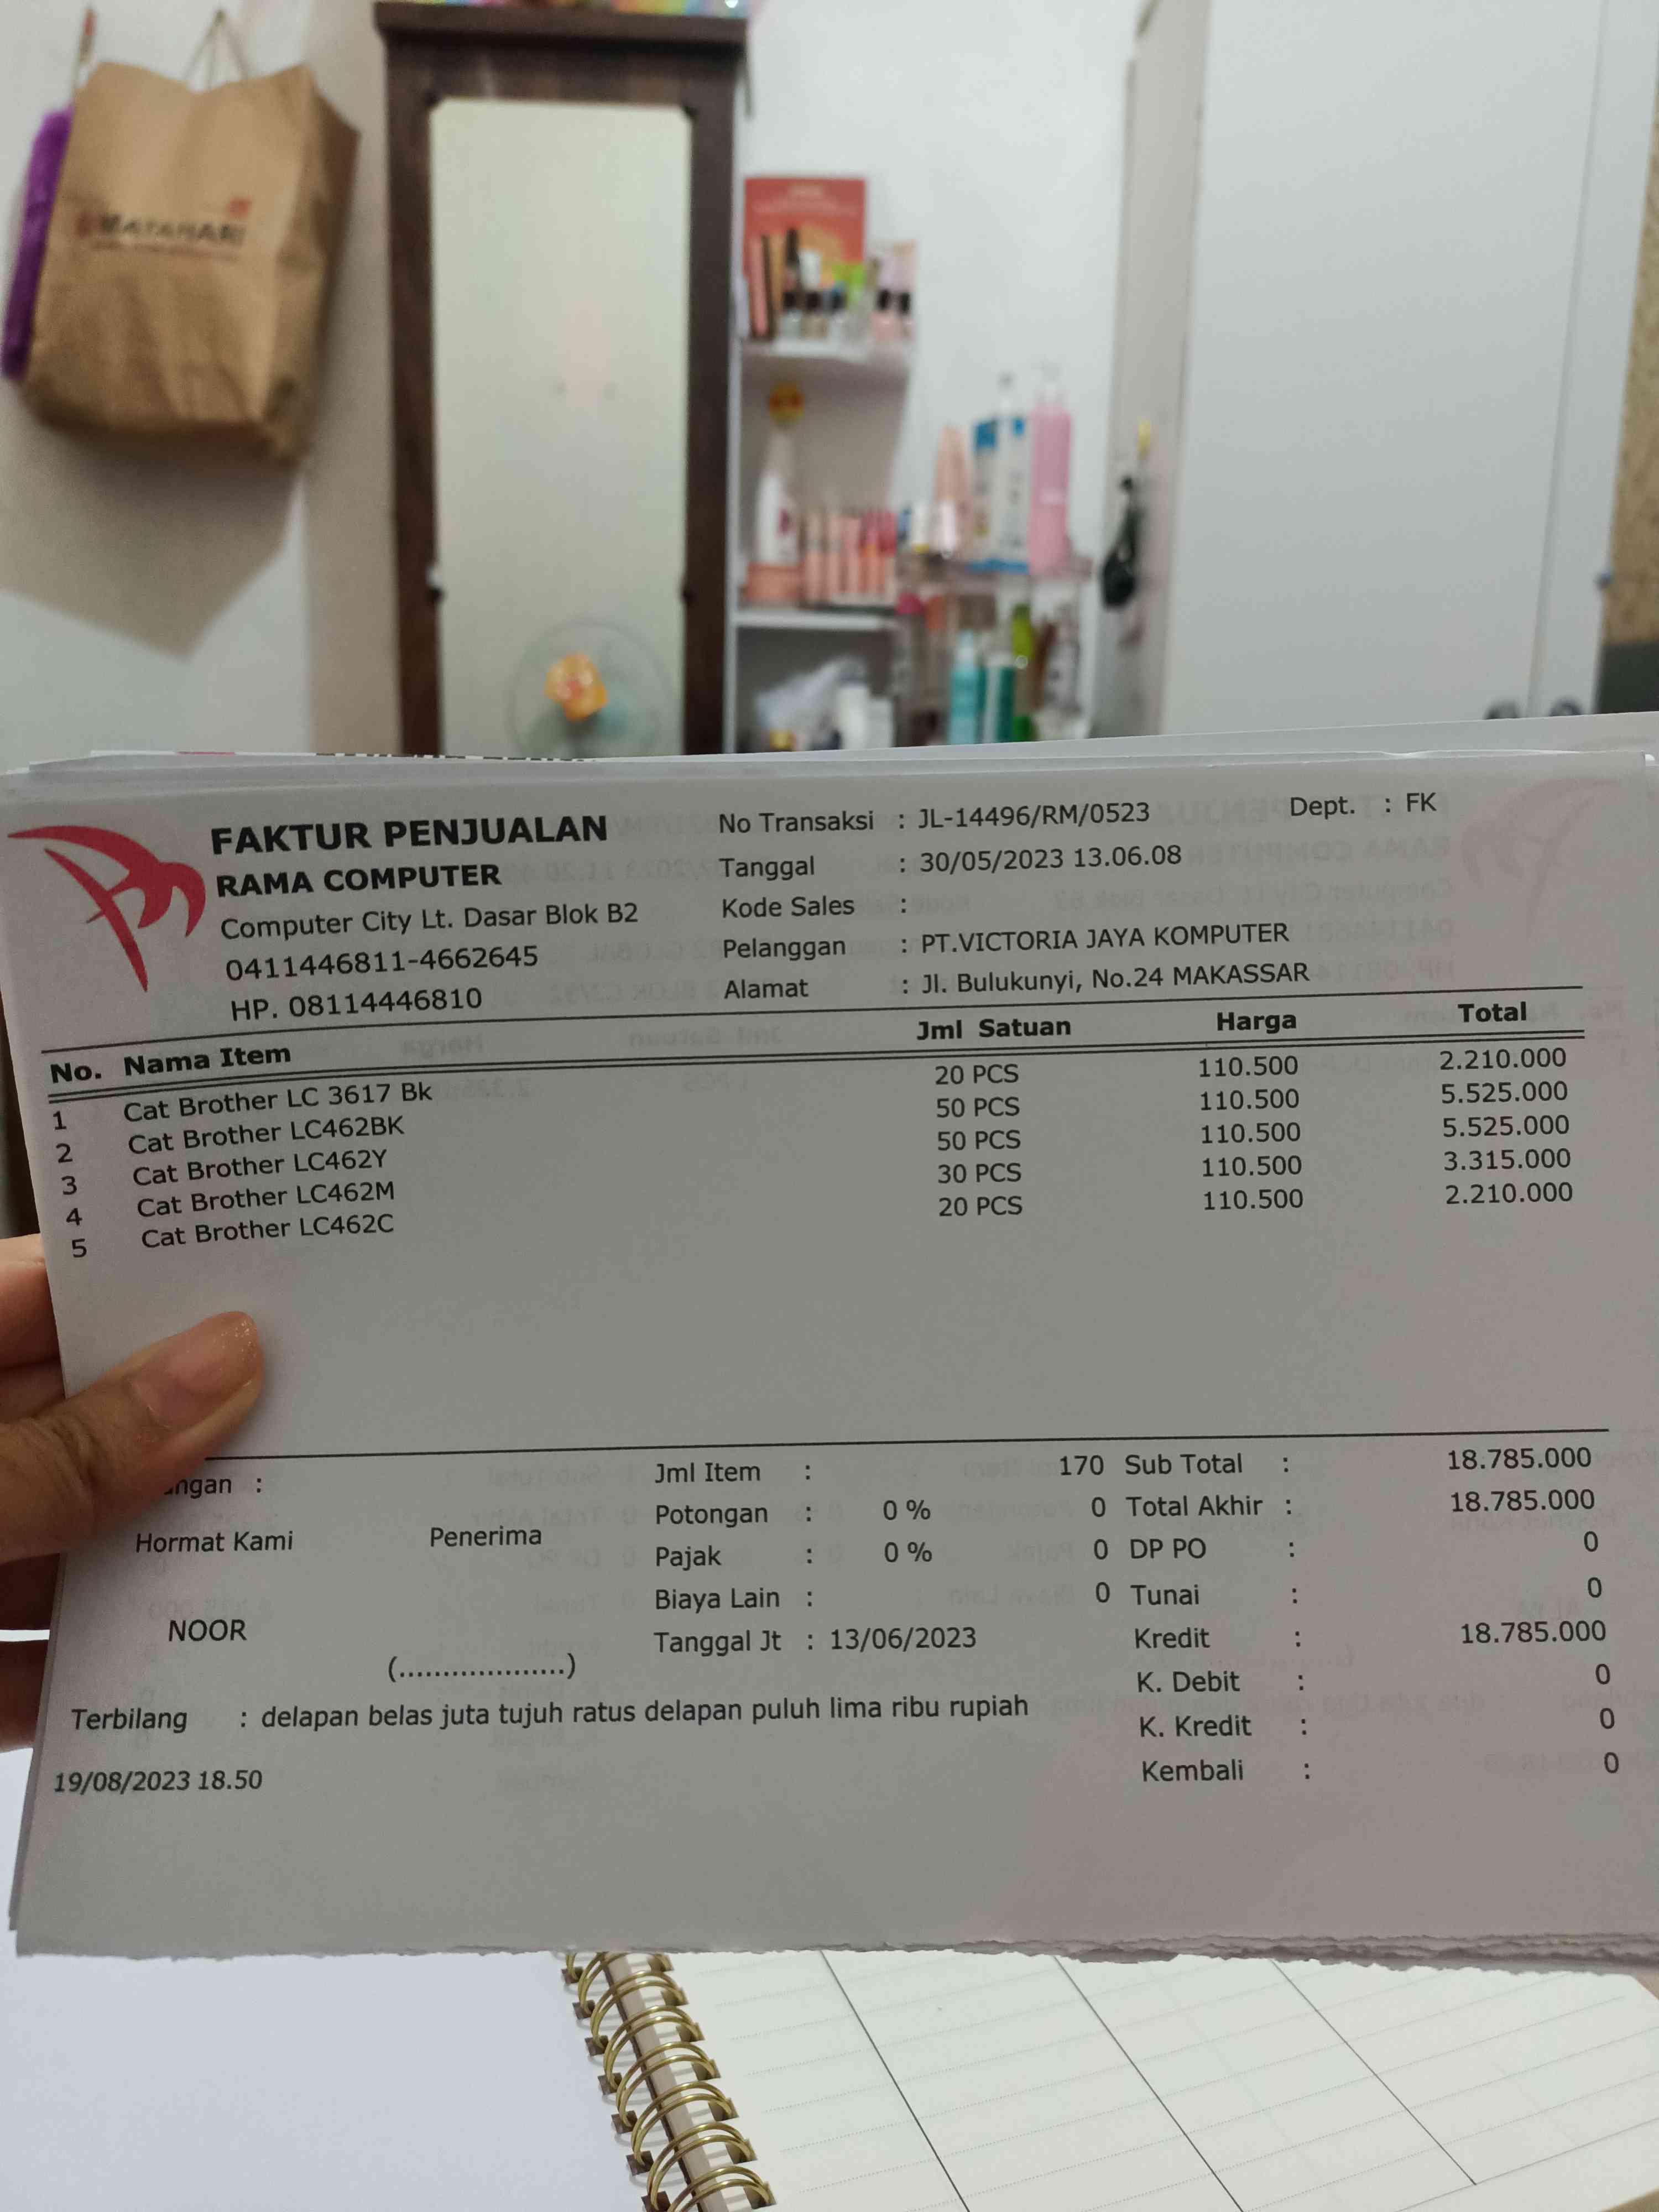 MATAHARI
FAKTUR PENJUALAN
RAMA COMPUTER
Computer City Lt. Dasar Blok B2
0411446811-4662645
HP. 08114446810
No Transaksi : JL-14496/RM/0523 Dept. : FK
Tanggal : 30/05/2023 13.06.08
Kode Sales :
Pelanggan : PT.VICTORIA JAYA KOMPUTER
Alamat : Jl. Bulukunyi, No.24 MAKASSAR
No. Nama Item Jml Satuan Harga Total
1 Cat Brother LC 3617 Bk 20 PCS 110.500 2.210.000
2 Cat Brother LC462BK 50 PCS 110.500 5.525.000
3 Cat Brother LC462Y 50 PCS 110.500 5.525.000
4 Cat Brother LC462M 30 PCS 110.500 3.315.000
5 Cat Brother LC462C 20 PCS 110.500 2.210.000
ngan :
Hormat Kami Penerima
NOOR
(....................)
Jml Item : 170
Potongan : 0 % 0
Pajak : 0 % 0
Biaya Lain : 0
Tanggal Jt : 13/06/2023
Sub Total : 18.785.000
Total Akhir : 18.785.000
DP PO : 0
Tunai : 0
Kredit : 18.785.000
K. Debit : 0
K. Kredit : 0
Kembali : 0
Terbilang : delapan belas juta tujuh ratus delapan puluh lima ribu rupiah
19/08/2023 18.50